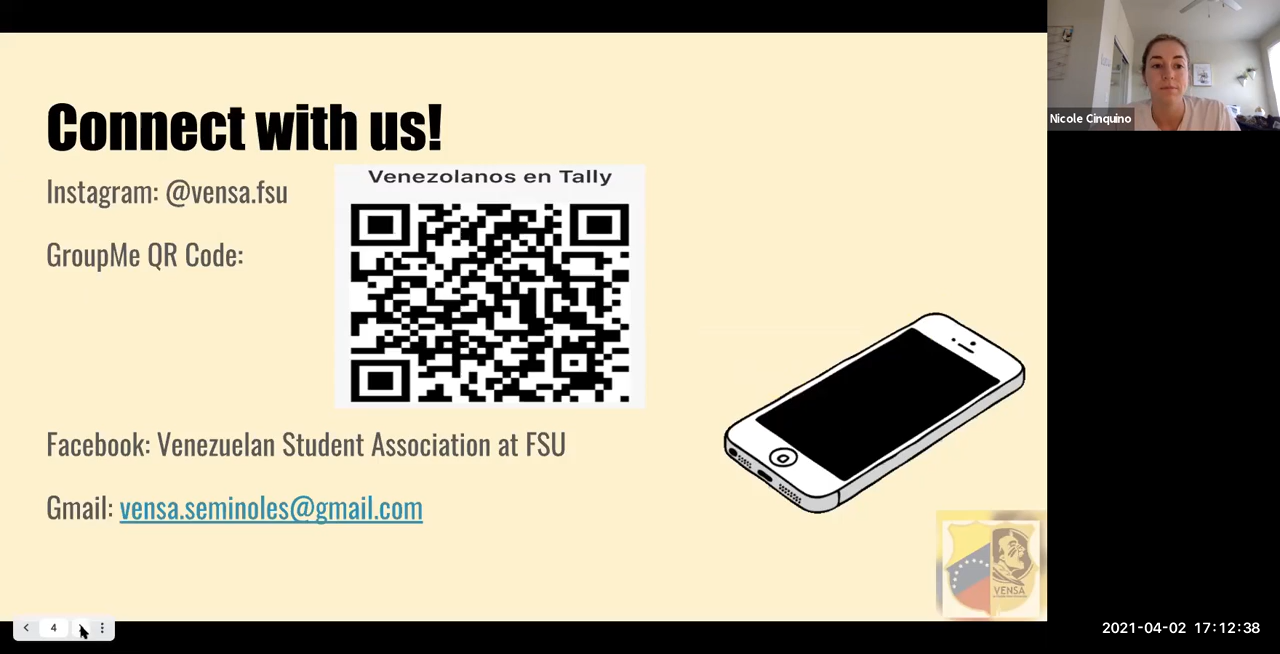 Connect with us!
Instagram: @vensa.fsu
Venezolanos en Tally
GroupMe QR Code:
Facebook: Venezuelan Student Association at FSU
Gmail: vensa.seminoles@gmail.com
VENSA
Nicole Cinquino
4
2021-04-02 17:12:38